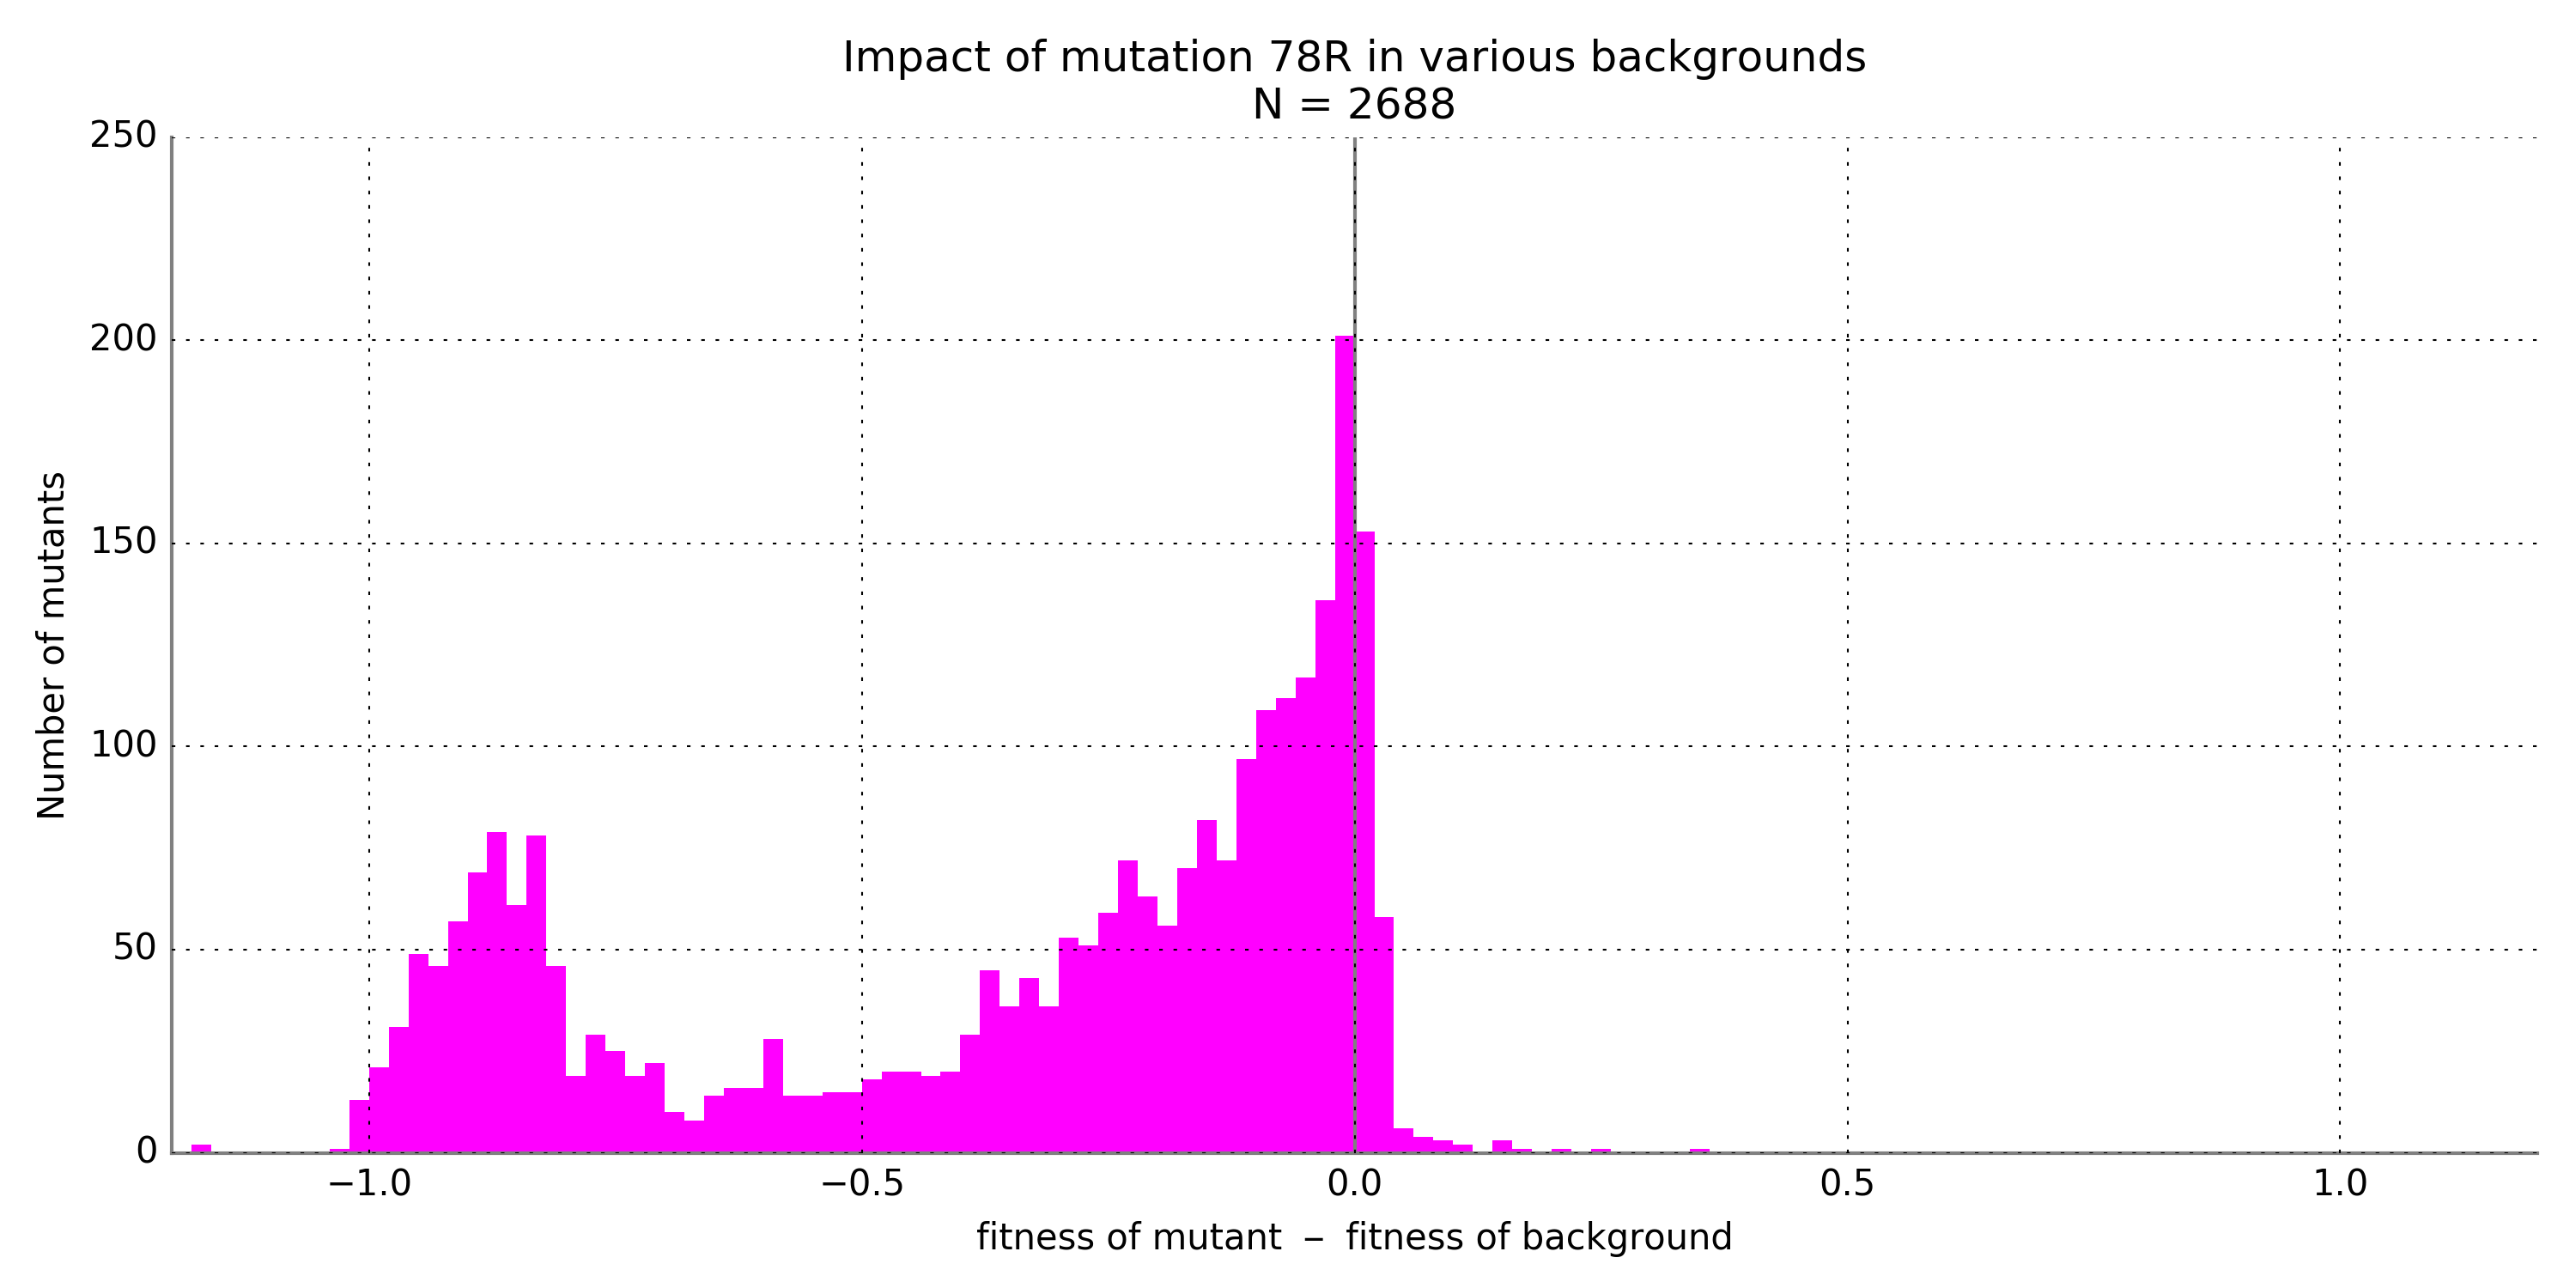 Impact of mutation 78R in various backgrounds
N = 2688
250
200
150
100
50
0
Number of mutants
−1.0
−0.5
0.0
0.5
1.0
fitness of mutant − fitness of background